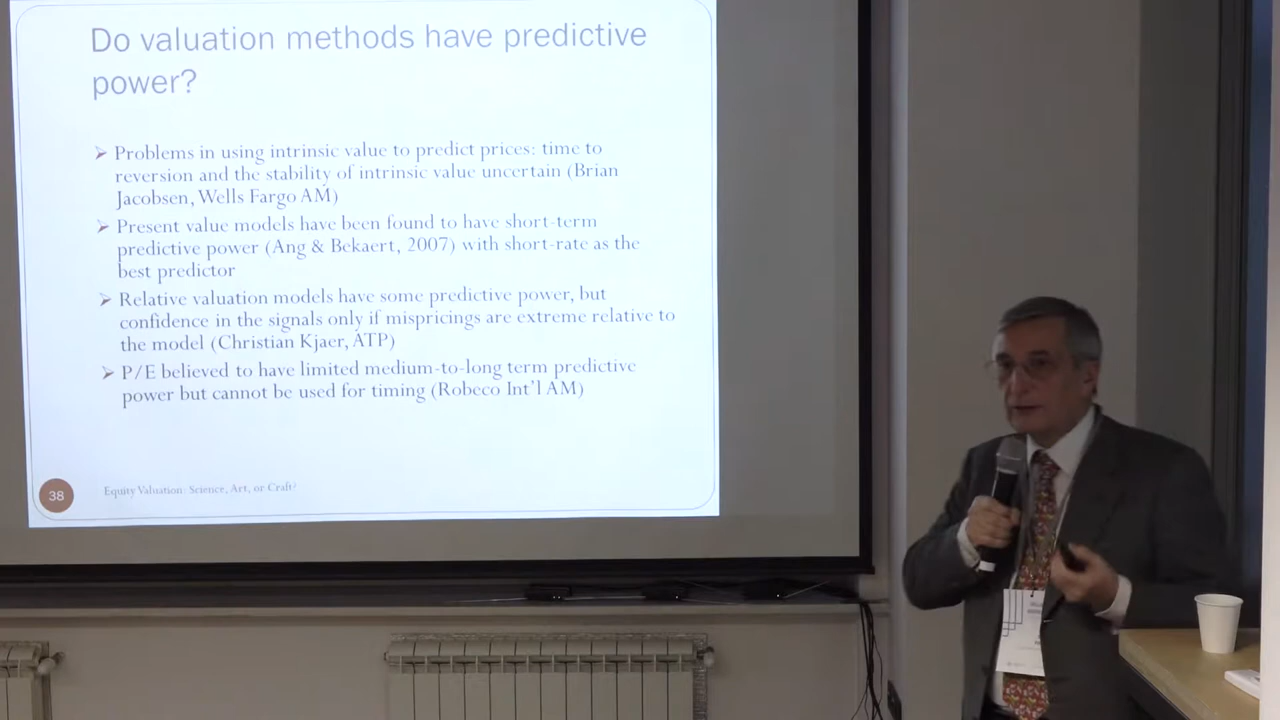 Do valuation methods have predictive
power?
➢ Problems in using intrinsic value to predict prices: time to
reversion and the stability of intrinsic value uncertain (Brian
Jacobsen, Wells Fargo AM)
➢ Present value models have been found to have short-term
predictive power (Ang & Bekaert, 2007) with short-rate as the
best predictor
➢ Relative valuation models have some predictive power, but
confidence in the signals only if mispricings are extreme relative to
the model (Christian Kjaer, ATP)
➢ P/E believed to have limited medium-to-long term predictive
power but cannot be used for timing (Robeco Int'l AM)
38
Equity Valuation: Science, Art, or Craft?